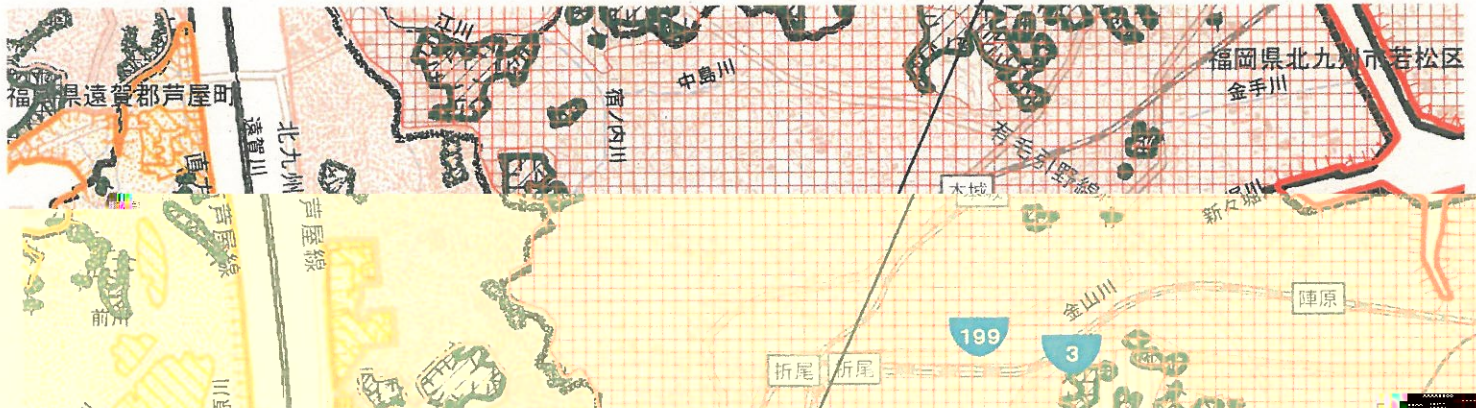 江川
中島川
福岡県北九州市若松区
金手川
福岡県遠賀郡芦屋町
宿ノ内川
遠賀川
北九州
芦屋線
本城
新々堀川
芦屋線
前川
金山川
陣原
199
3
折尾
折尾